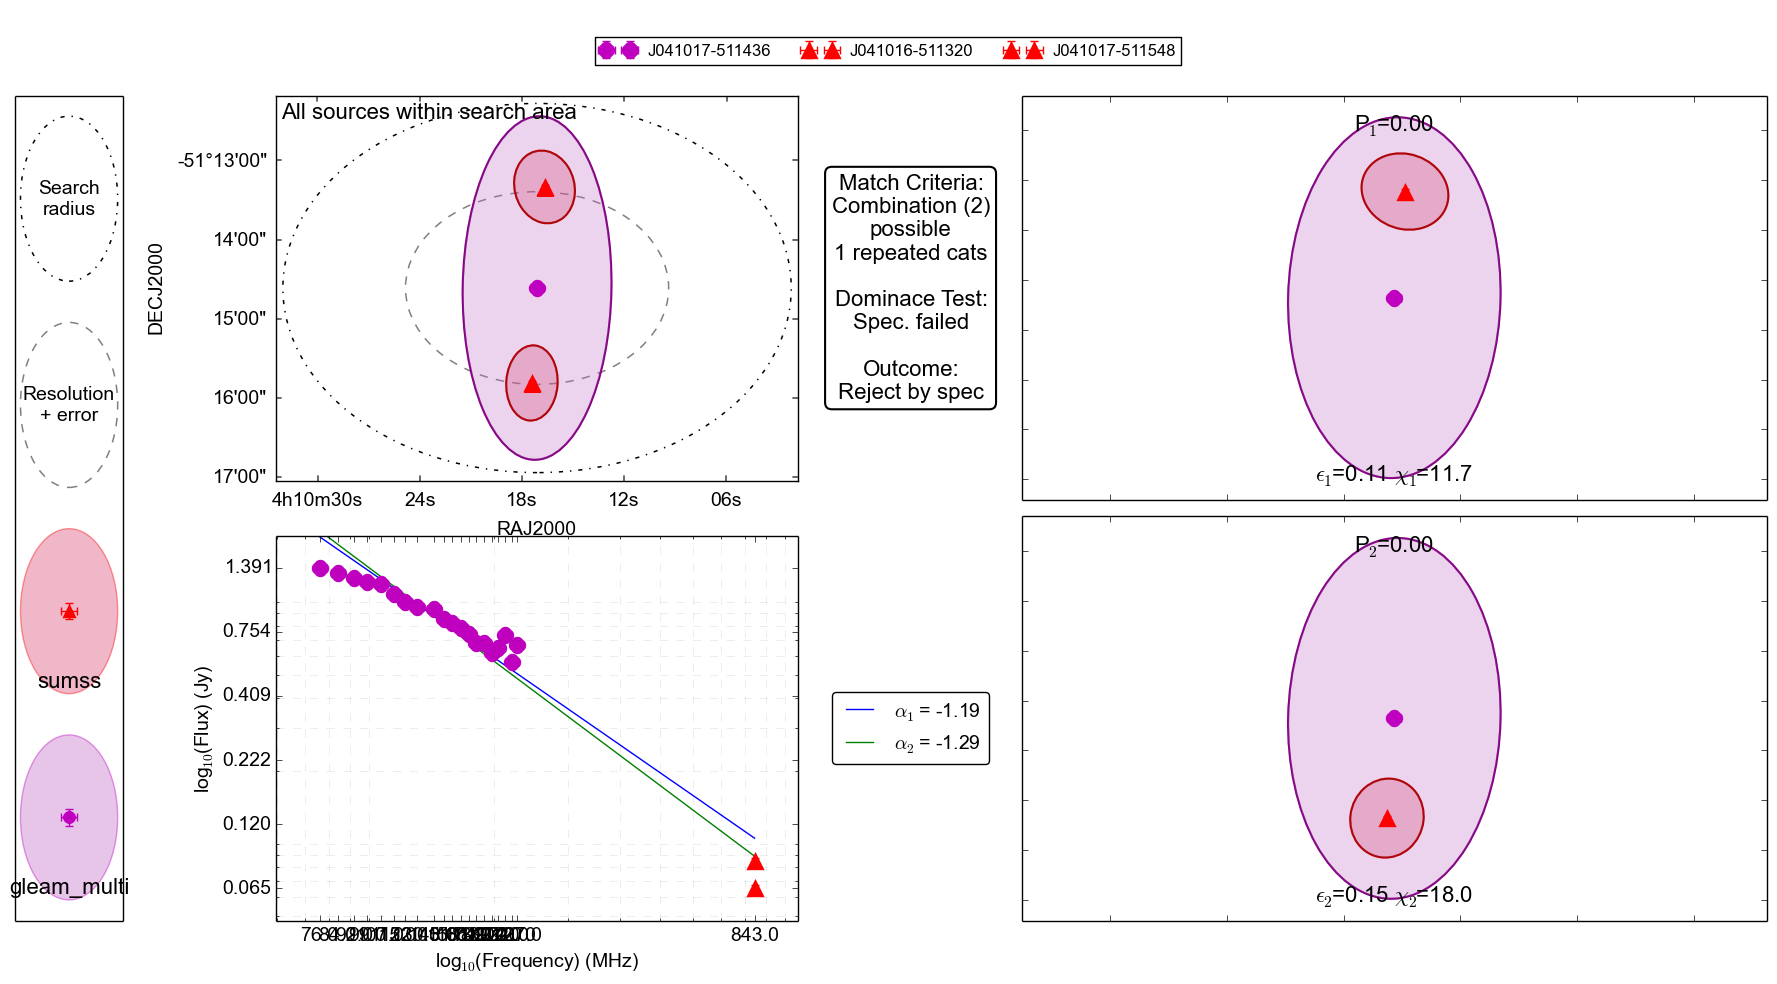 J041017-511436 J041016-511320 J041017-511548
Search
radius
Resolution
+ error
sumss
gleam_multi
All sources within search area
DECJ2000
-51°13'00"
14'00"
15'00"
16'00"
17'00"
4h10m30s 24s 18s 12s 06s
RAJ2000
Match Criteria:
Combination (2)
possible
1 repeated cats
Dominace Test:
Spec. failed
Outcome:
Reject by spec
P₁=0.00
ϵ₁=0.11 χ₁=11.7
P₂=0.00
ϵ₂=0.15 χ₂=18.0
log₁₀(Flux) (Jy)
1.391
0.754
0.409
0.222
0.120
0.065
843.0
log₁₀(Frequency) (MHz)
α₁ = -1.19
α₂ = -1.29